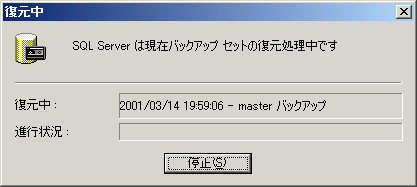 復元中
SQL Server は現在バックアップ セットの復元処理中です
復元中 : 2001/03/14 19:59:06 - master バックアップ
進行状況 :
停止(S)